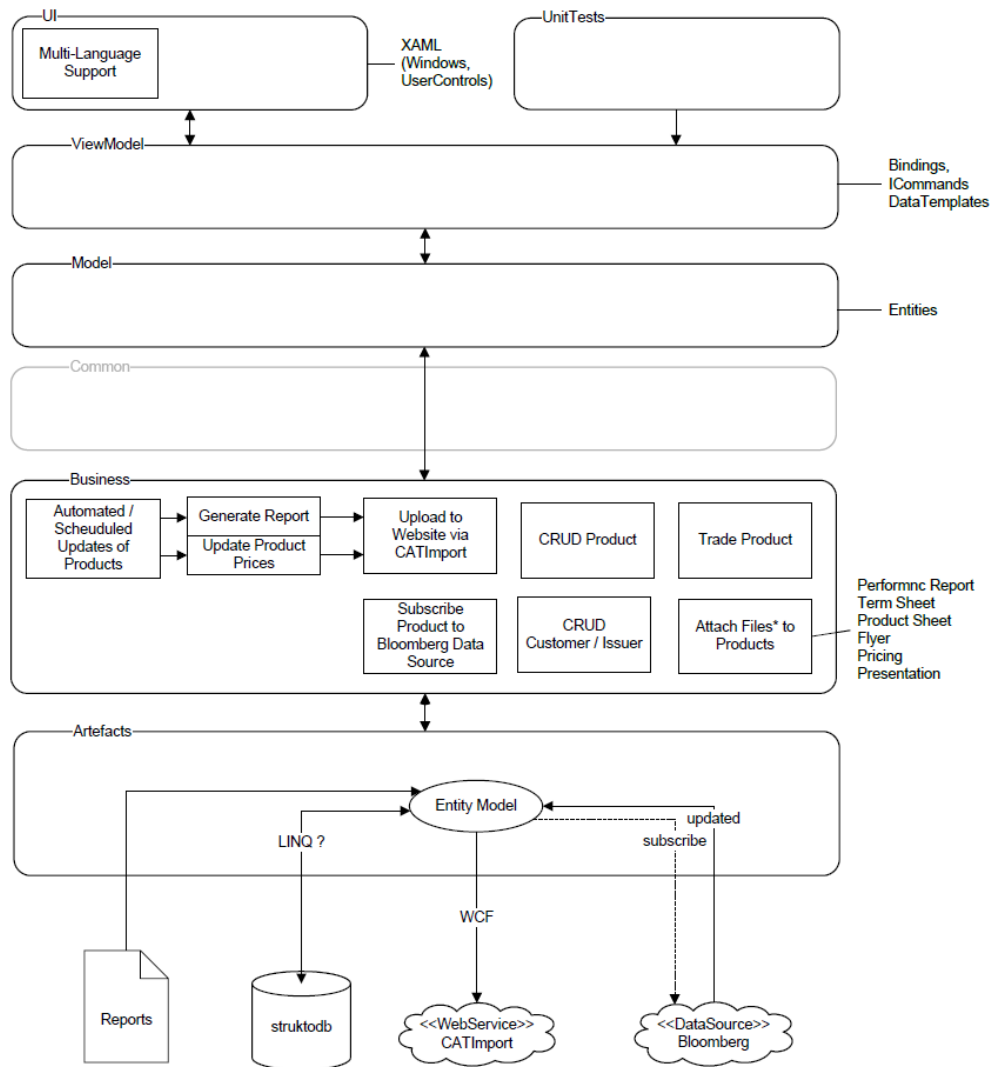 UI
UnitTests
Multi-Language
Support
XAML
(Windows,
UserControls)
ViewModel
Bindings,
ICommands
DataTemplates
Model
Entities
Common
Business
Automated /
Scheuduled
Updates of
Products
Generate Report
Update Product
Prices
Upload to
Website via
CATImport
CRUD Product
Trade Product
Subscribe
Product to
Bloomberg Data
Source
CRUD
Customer / Issuer
Attach Files* to
Products
Performnc Report
Term Sheet
Product Sheet
Flyer
Pricing
Presentation
Artefacts
Entity Model
LINQ ?
updated
subscribe
WCF
Reports
struktodb
<<WebService>>
CATImport
<<DataSource>>
Bloomberg